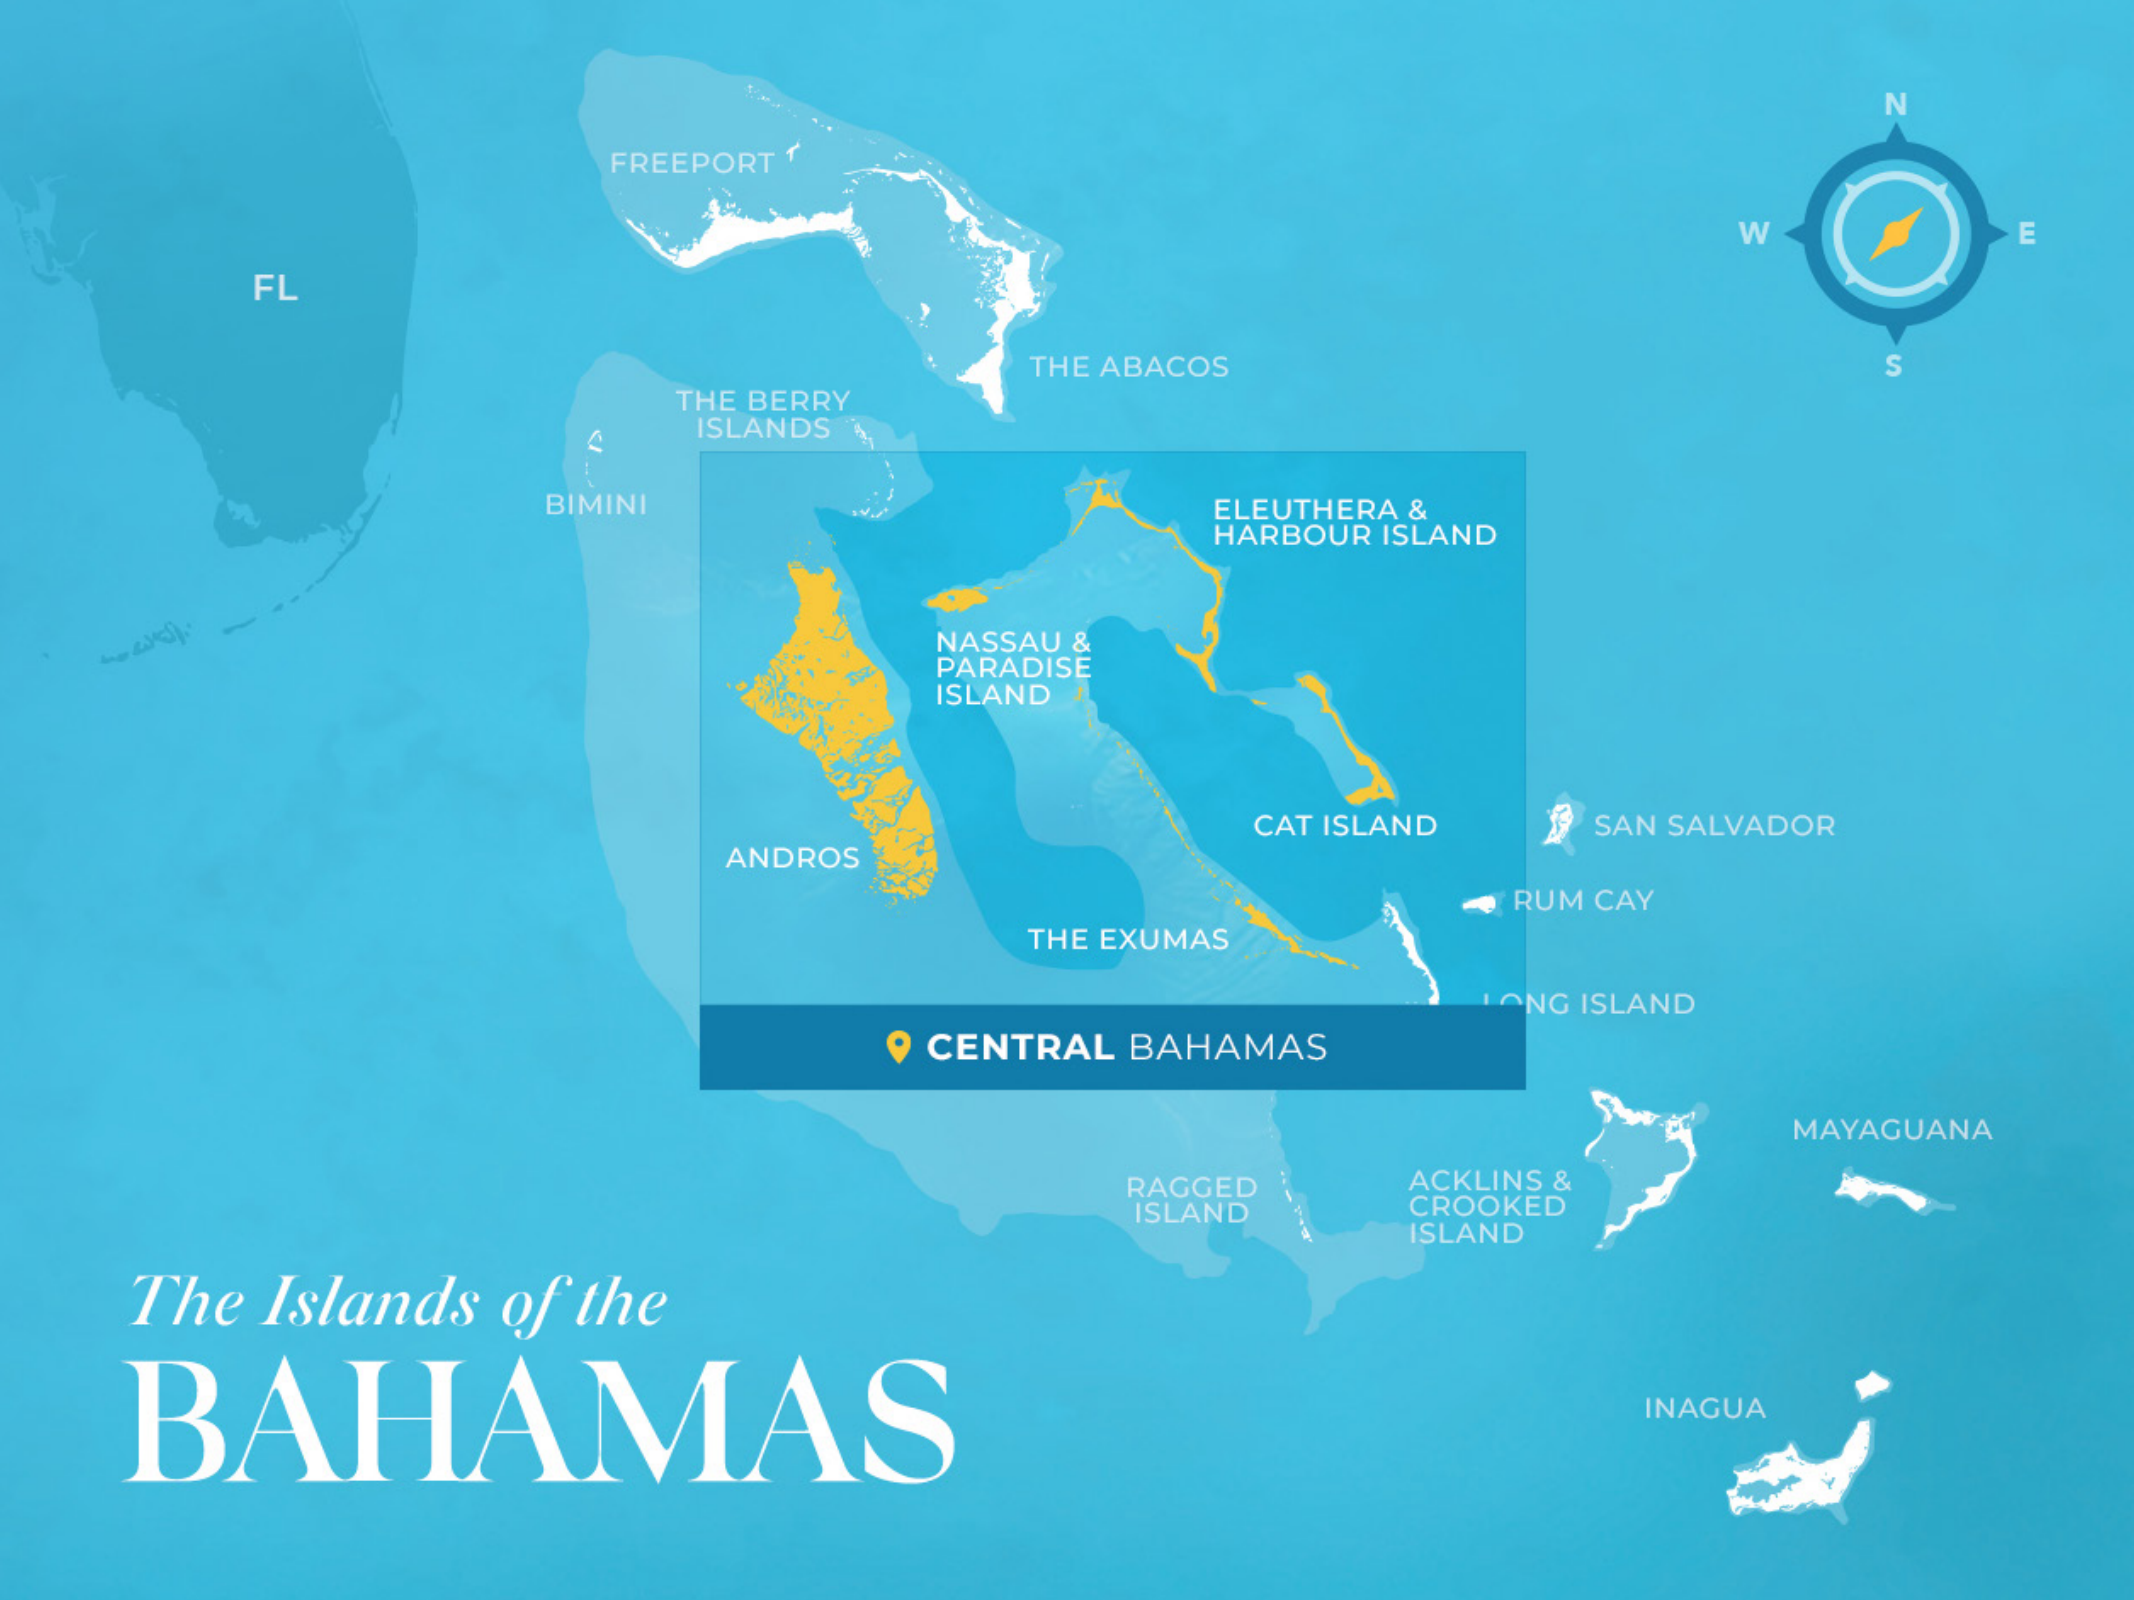 N
FREEPORT
W
E
FL
THE ABACOS
S
THE BERRY
ISLANDS
BIMINI
ELEUTHERA &
HARBOUR ISLAND
NASSAU &
PARADISE
ISLAND
CAT ISLAND
SAN SALVADOR
ANDROS
RUM CAY
THE EXUMAS
LONG ISLAND
CENTRAL BAHAMAS
MAYAGUANA
RAGGED
ISLAND
ACKLINS &
CROOKED
ISLAND
The Islands of the
BAHAMAS
INAGUA